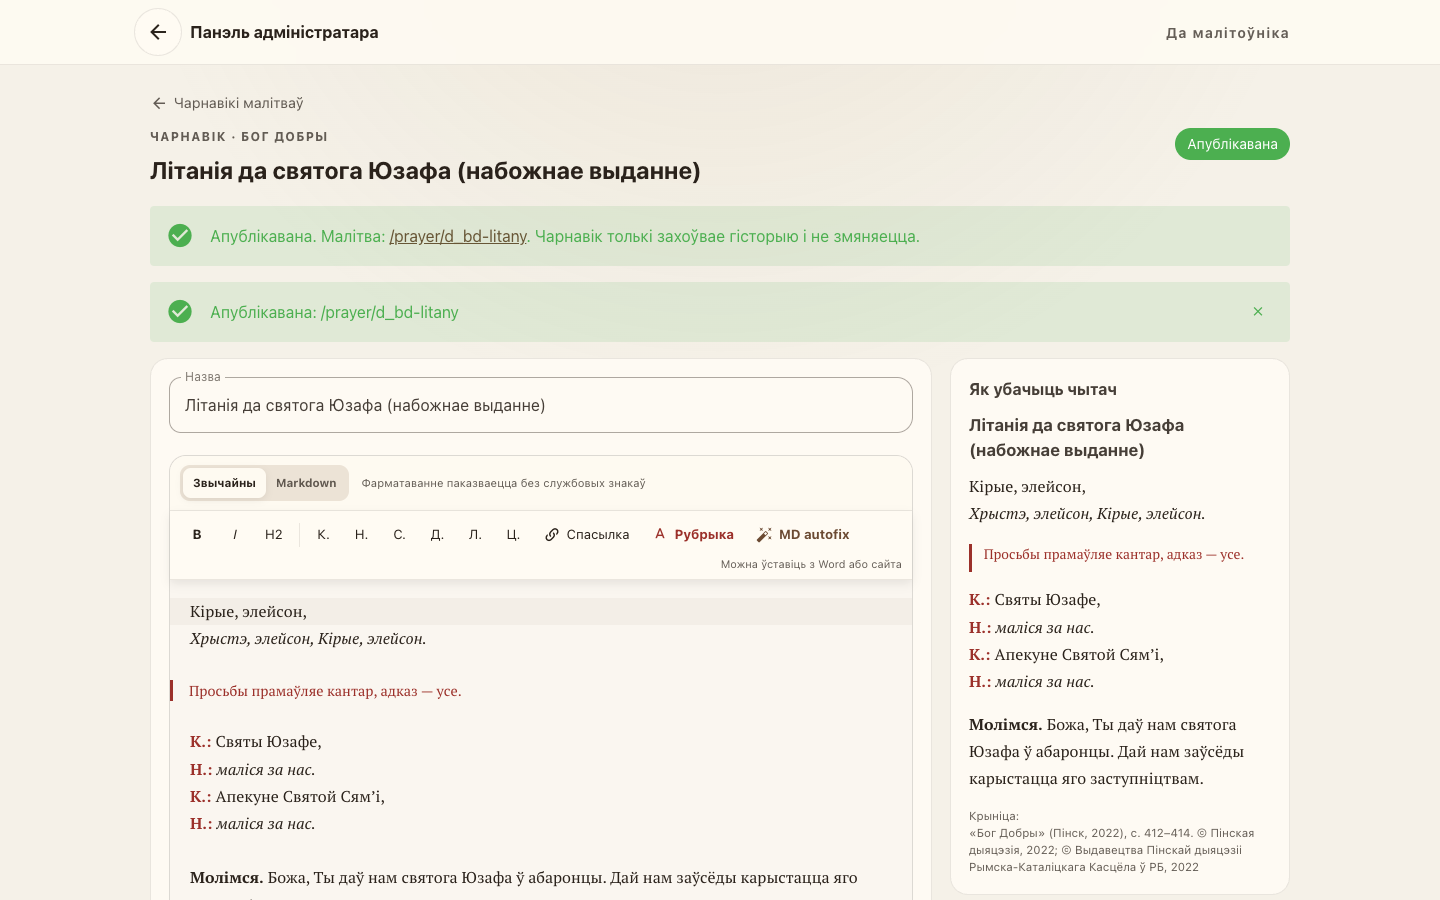 Панэль адміністратара
Да малітоўніка
Чарнавікі малітваў
ЧАРНАВІК · БОГ ДОБРЫ
Апублікавана
Літанія да святога Юзафа (набожнае выданне)
Апублікавана. Малітва: /prayer/d_bd-litany. Чарнавік толькі захоўвае гісторыю і не змяняецца.
Апублікавана: /prayer/d_bd-litany
Назва
Літанія да святога Юзафа (набожнае выданне)
Звычайны Markdown Фарматаванне паказваецца без службовых знакаў
B I H2 К. Н. С. Д. Л. Ц. Спасылка A Рубрыка MD autofix
Можна ўставіць з Word або сайта
Кірые, элейсон,
Хрыстэ, элейсон, Кірые, элейсон.
Просьбы прамаўляе кантар, адказ — усе.
К.: Святы Юзафе,
Н.: маліся за нас.
К.: Апекуне Святой Сям’і,
Н.: маліся за нас.
Молімся. Божа, Ты даў нам святога Юзафа ў абаронцы. Дай нам заўсёды карыстацца яго
Як убачыць чытач
Літанія да святога Юзафа
(набожнае выданне)
Кірые, элейсон,
Хрыстэ, элейсон, Кірые, элейсон.
Просьбы прамаўляе кантар, адказ — усе.
К.: Святы Юзафе,
Н.: маліся за нас.
К.: Апекуне Святой Сям’і,
Н.: маліся за нас.
Молімся. Божа, Ты даў нам святога
Юзафа ў абаронцы. Дай нам заўсёды
карыстацца яго заступніцтвам.
Крыніца:
«Бог Добры» (Пінск, 2022), с. 412–414. © Пінская
дыяцэзія, 2022; © Выдавецтва Пінскай дыяцэзіі
Рымска-Каталіцкага Касцёла ў РБ, 2022